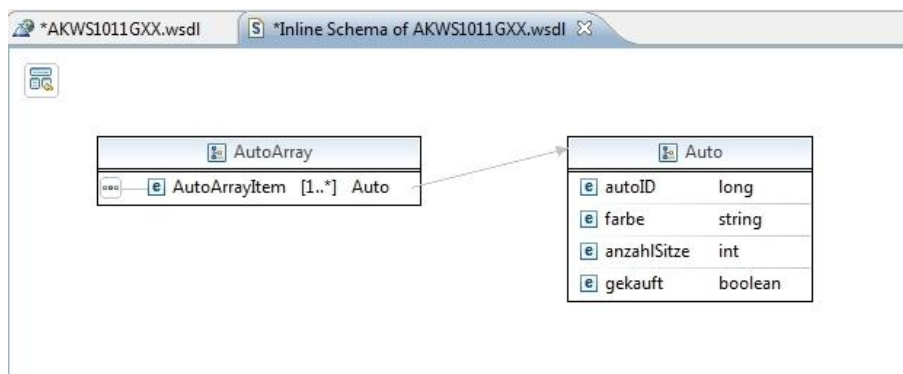 *AKWS1011GXX.wsdl
*Inline Schema of AKWS1011GXX.wsdl
AutoArray
AutoArrayItem [1..*] Auto
Auto
autoID long
farbe string
anzahlSitze int
gekauft boolean